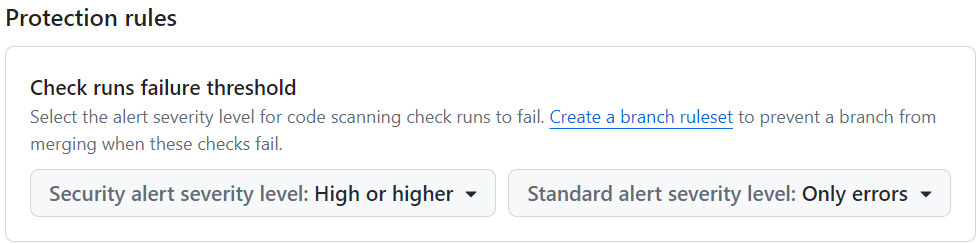 Protection rules
Check runs failure threshold
Select the alert severity level for code scanning check runs to fail. Create a branch ruleset to prevent a branch from
merging when these checks fail.
Security alert severity level: High or higher
Standard alert severity level: Only errors